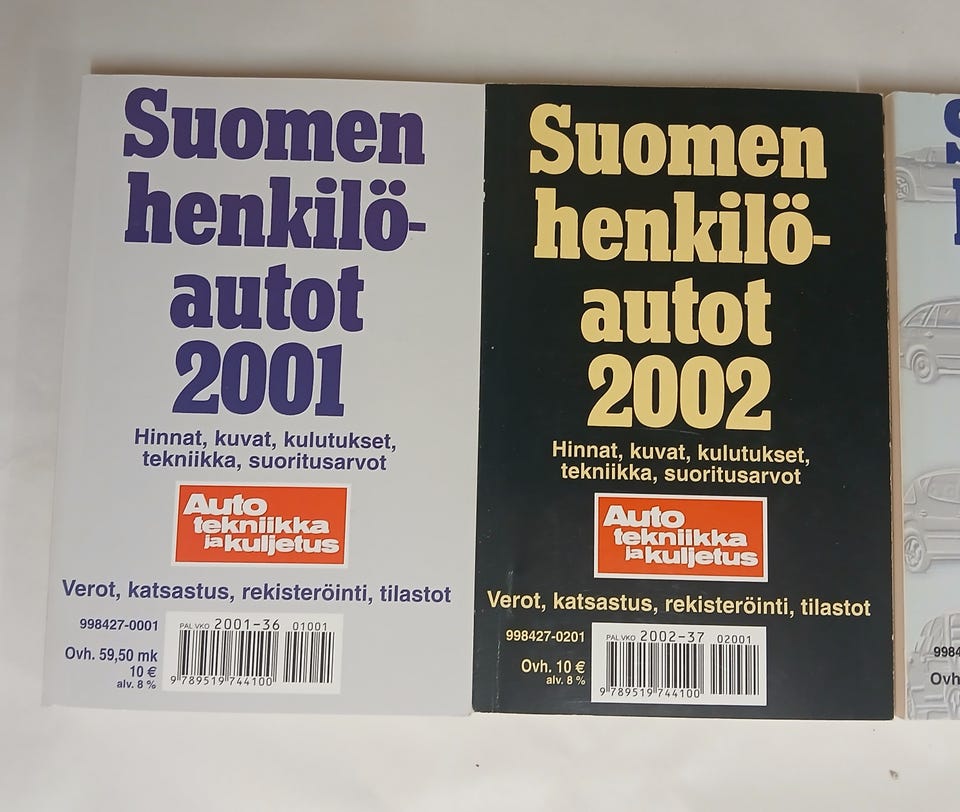 Suomen
henkilö-
autot
2001
Hinnat, kuvat, kulutukset,
tekniikka, suoritusarvot
Auto
tekniikka
ja kuljetus
Verot, katsastus, rekisteröinti, tilastot
998427-0001
PAL.VKO 2001-36 01001
Ovh. 59,50 mk
10 €
alv. 8 %
9 789519 744100
Suomen
henkilö-
autot
2002
Hinnat, kuvat, kulutukset,
tekniikka, suoritusarvot
Auto
tekniikka
ja kuljetus
Verot, katsastus, rekisteröinti, tilastot
998427-0201
PAL.VKO 2002-37 02001
Ovh. 10 €
alv. 8 %
9 789519 744100
Ovh